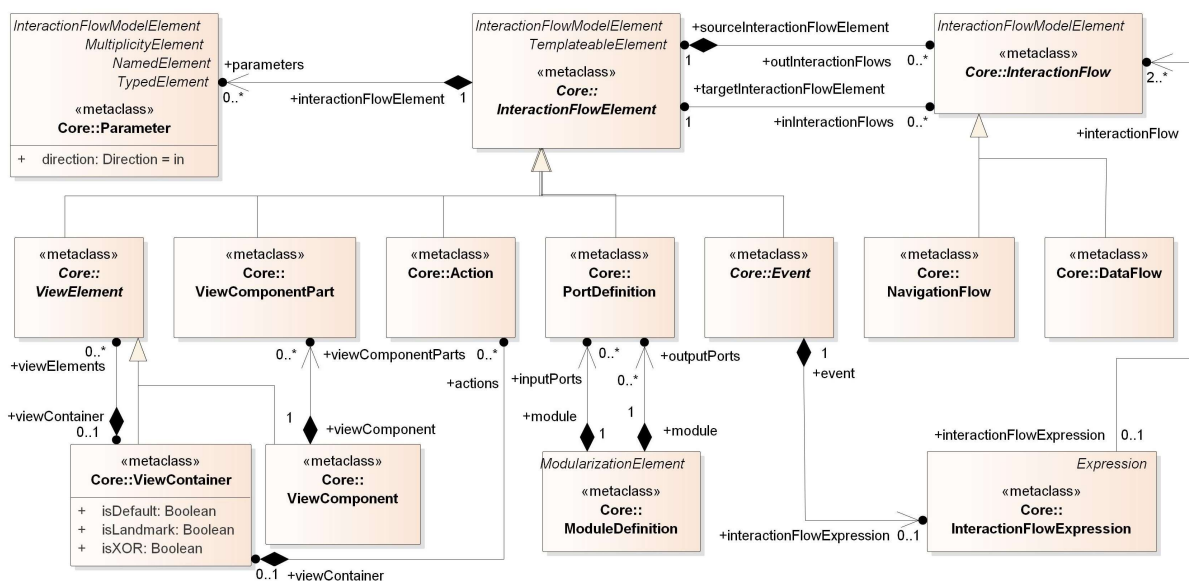 InteractionFlowModelElement
MultiplicityElement
NamedElement
TypedElement
«metaclass»
Core::Parameter
+ direction: Direction = in
+parameters
0..*
+interactionFlowElement
1
InteractionFlowModelElement
TemplateableElement
«metaclass»
Core::
InteractionFlowElement
+sourceInteractionFlowElement
1
+outInteractionFlows
0..*
+targetInteractionFlowElement
1
+inInteractionFlows
0..*
InteractionFlowModelElement
«metaclass»
Core::InteractionFlow
2..*
+interactionFlow
«metaclass»
Core::
ViewElement
«metaclass»
Core::
ViewComponentPart
«metaclass»
Core::Action
«metaclass»
Core::
PortDefinition
«metaclass»
Core::Event
«metaclass»
Core::
NavigationFlow
«metaclass»
Core::DataFlow
0..*
+viewElements
+viewContainer
0..1
0..*
+viewComponentParts
1
+viewComponent
0..*
+actions
0..*
+inputPorts
+module
1
+outputPorts
0..*
1
+module
1
+event
+interactionFlowExpression
0..1
«metaclass»
Core::ViewContainer
+ isDefault: Boolean
+ isLandmark: Boolean
+ isXOR: Boolean
«metaclass»
Core::
ViewComponent
ModularizationElement
«metaclass»
Core::
ModuleDefinition
Expression
«metaclass»
Core::
InteractionFlowExpression
+interactionFlowExpression
0..1
0..1
+viewContainer